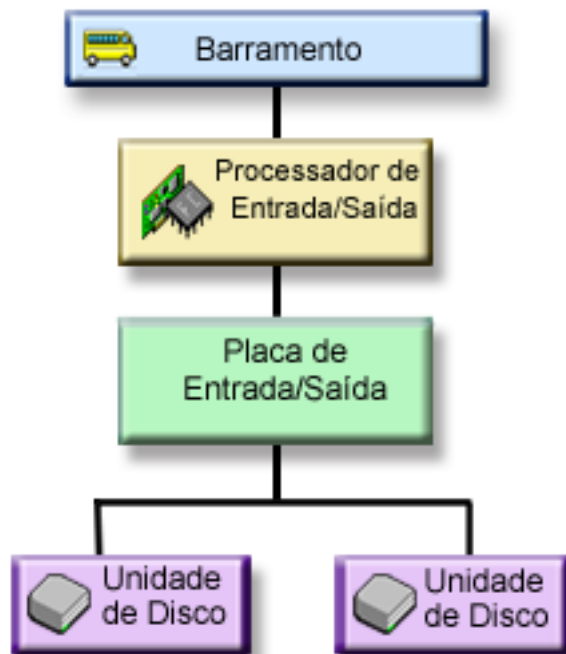 Barramento
Processador de
Entrada/Saída
Placa de
Entrada/Saída
Unidade
de Disco
Unidade
de Disco